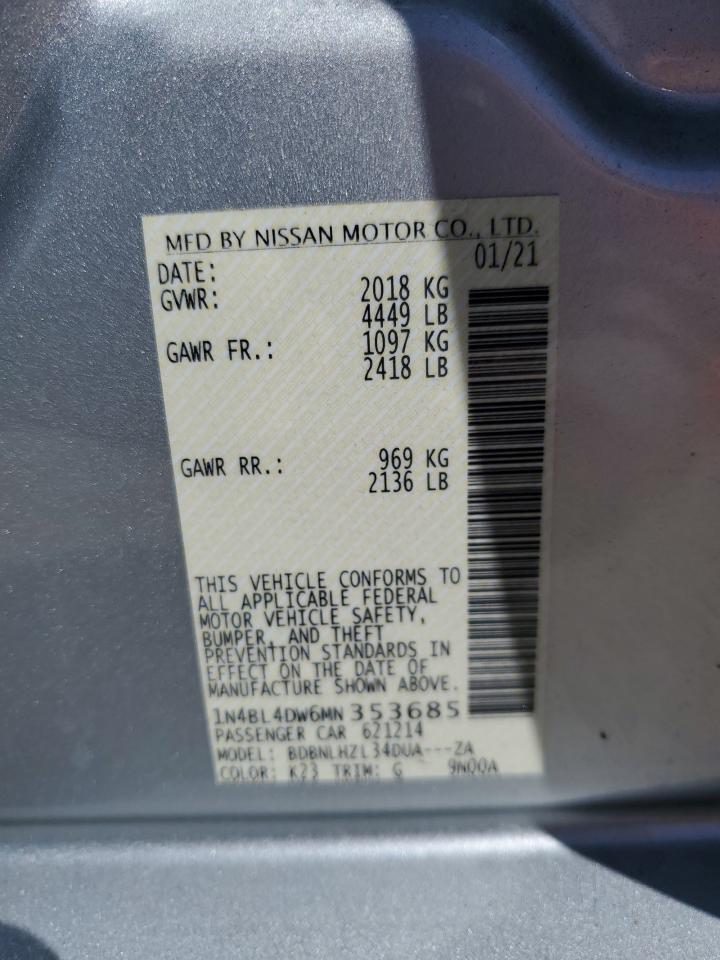 MFD BY NISSAN MOTOR CO., LTD.
DATE: 01/21
GVWR: 2018 KG
4449 LB
GAWR FR.: 1097 KG
2418 LB
GAWR RR.: 969 KG
2136 LB
THIS VEHICLE CONFORMS TO
ALL APPLICABLE FEDERAL
MOTOR VEHICLE SAFETY,
BUMPER, AND THEFT
PREVENTION STANDARDS IN
EFFECT ON THE DATE OF
MANUFACTURE SHOWN ABOVE.
1N4BL4DW6MN353685
PASSENGER CAR 621214
MODEL: BDBNLHZL34DUA---ZA
COLOR: K23 TRIM: G 9N00A